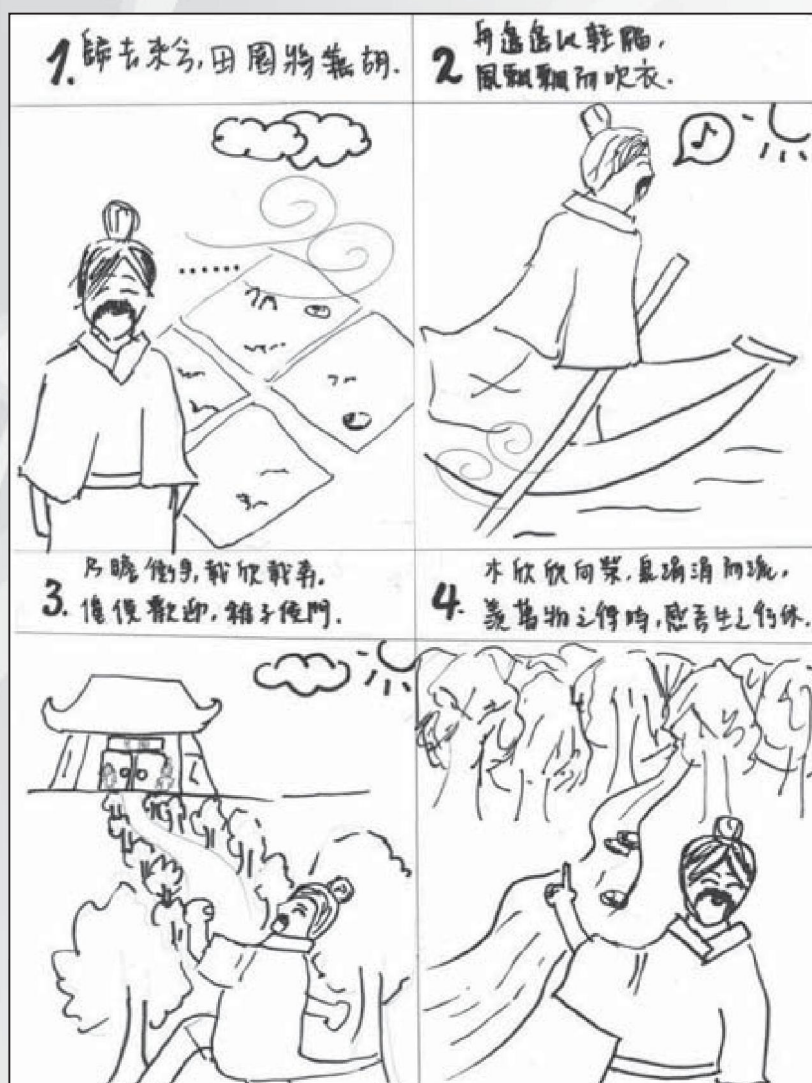 1. 歸去來兮,田園將蕪胡.
舟遙遙以輕颺,
2 風飄飄而吹衣.
乃瞻衡宇,載欣載奔.
3. 僮僕歡迎,稚子候門.
木欣欣向榮,泉涓涓而流,
4. 羨萬物之得時,感吾生之行休.